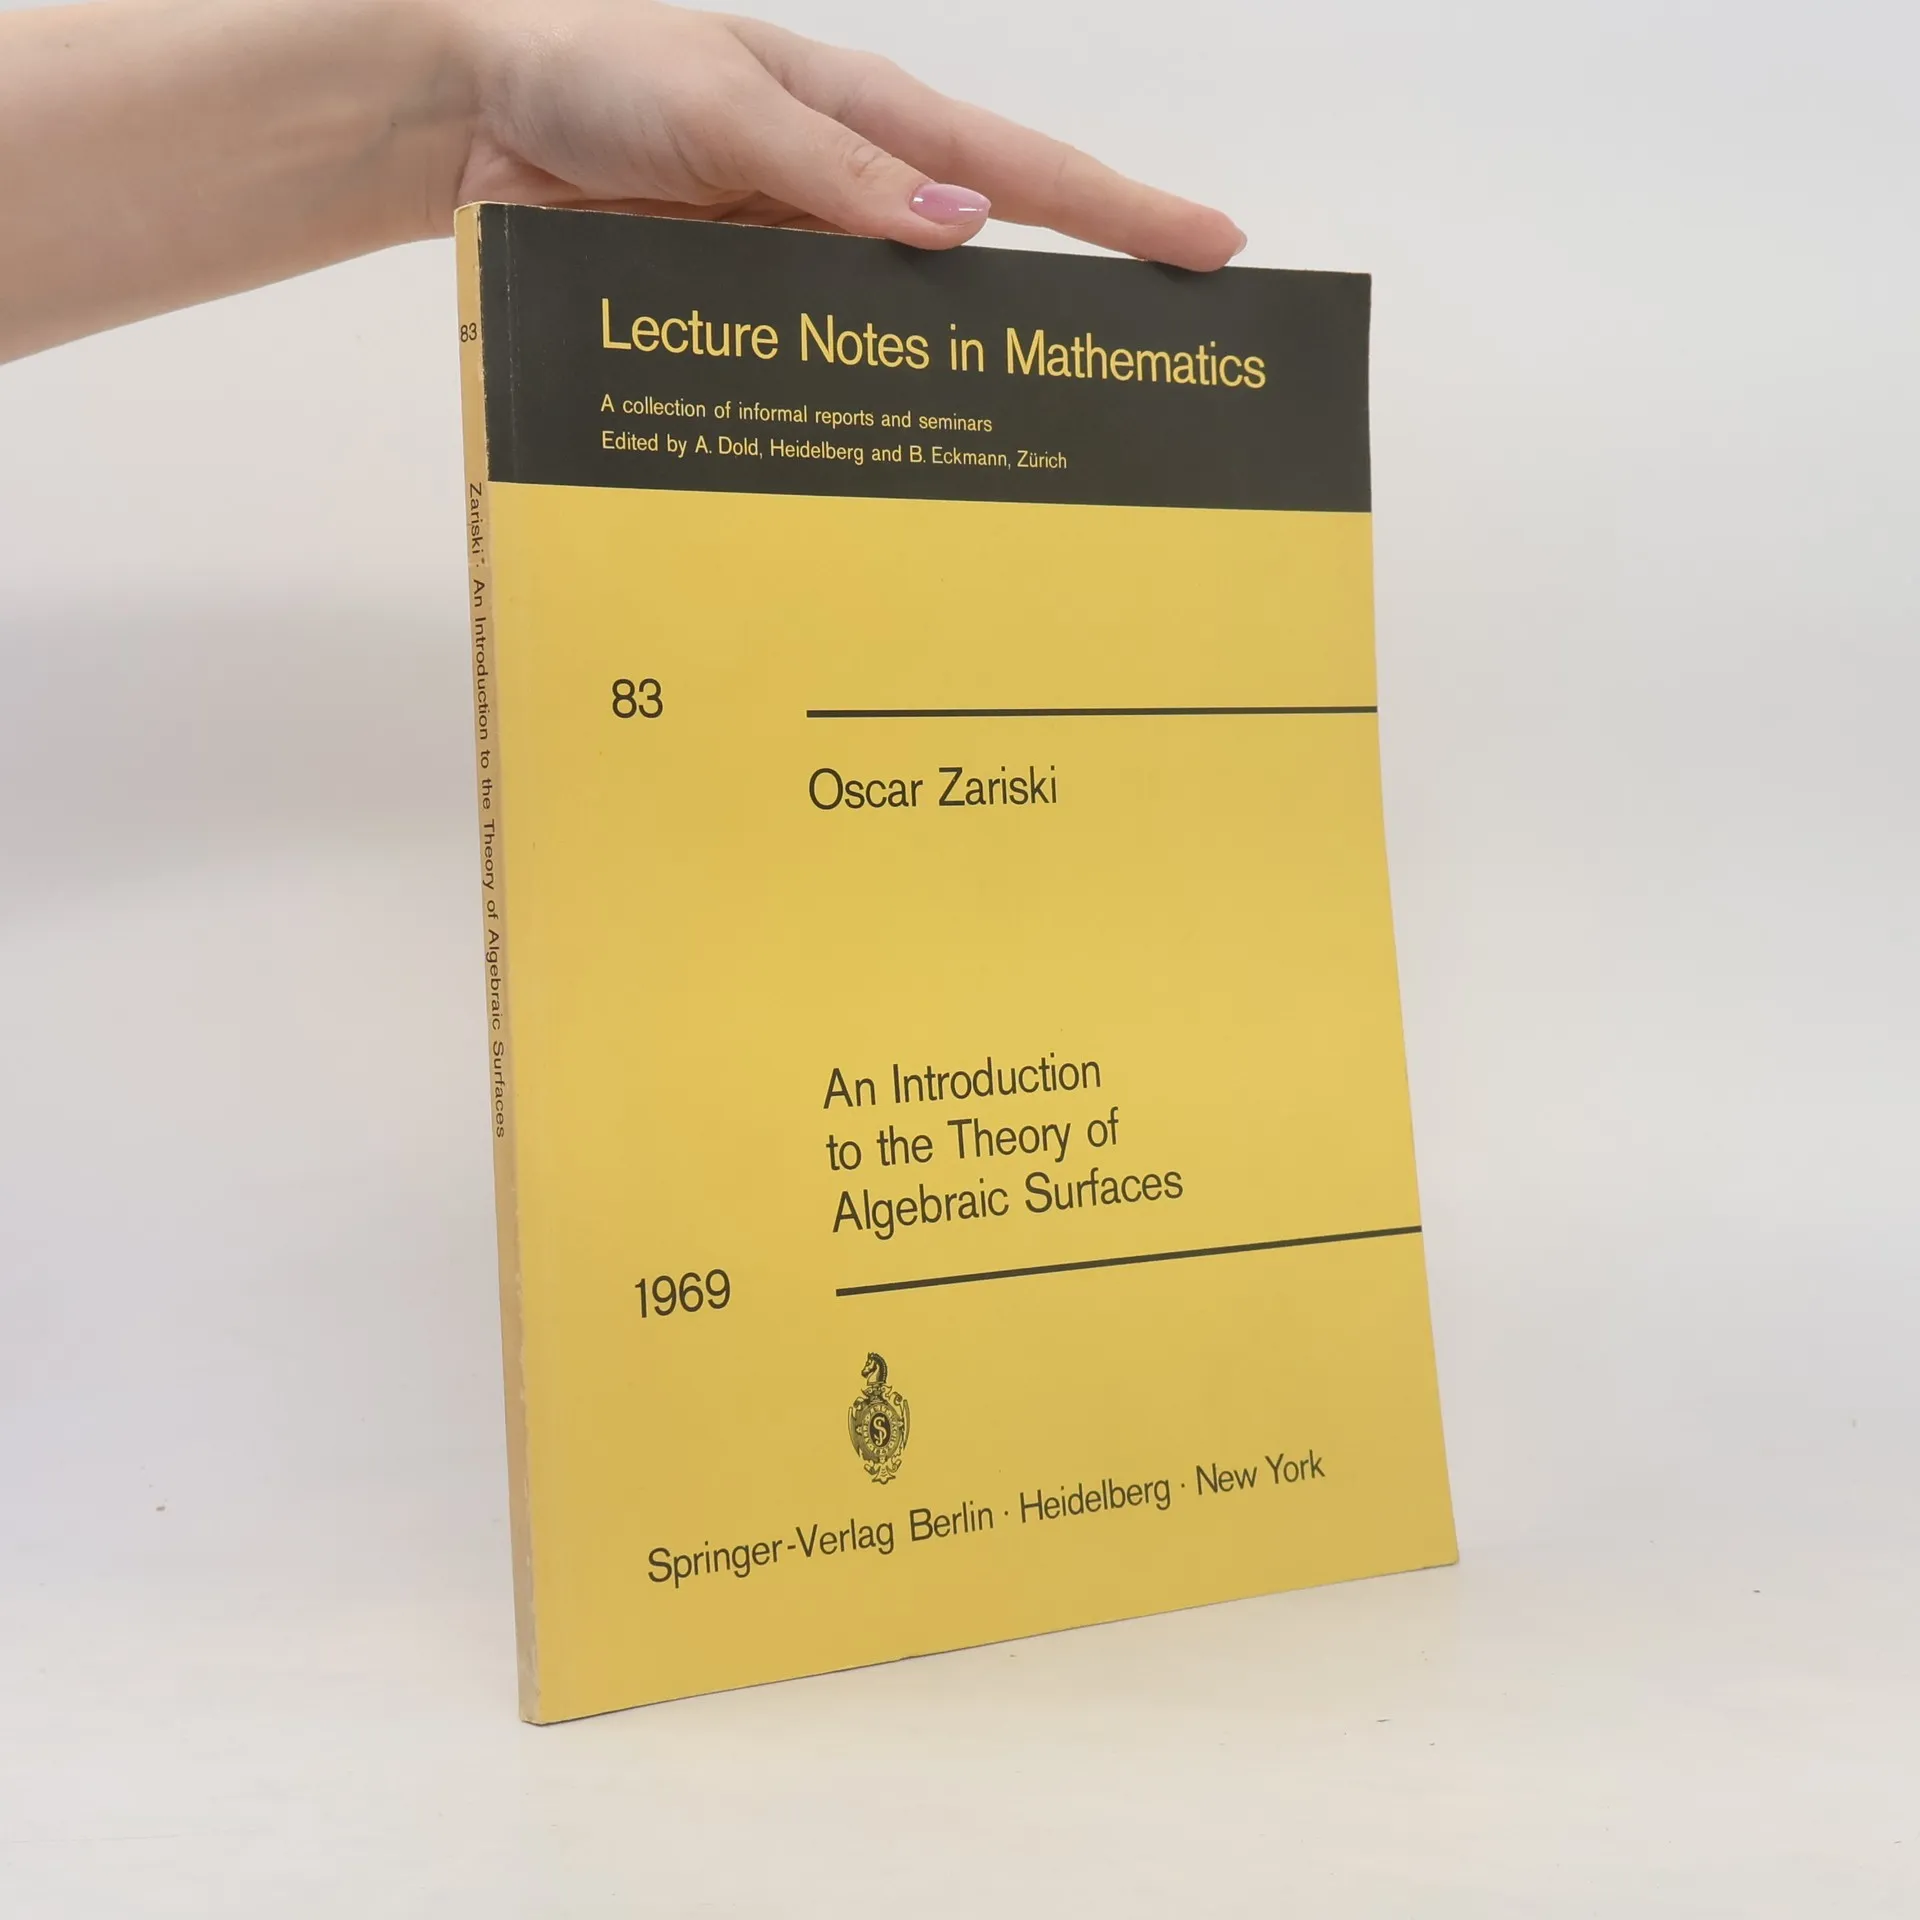 Lecture Notes in Mathematics
A collection of informal reports and seminars
Edited by A. Dold, Heidelberg and B. Eckmann, Zürich
83
Oscar Zariski
An Introduction
to the Theory of
Algebraic Surfaces
1969
Springer-Verlag Berlin · Heidelberg · New York
83
Zariski · An Introduction to the Theory of Algebraic Surfaces